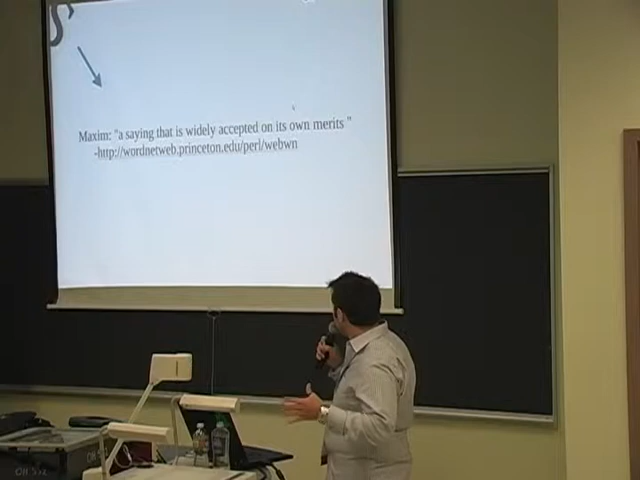 Maxim: "a saying that is widely accepted on its own merits "
-http://wordnetweb.princeton.edu/perl/webwn